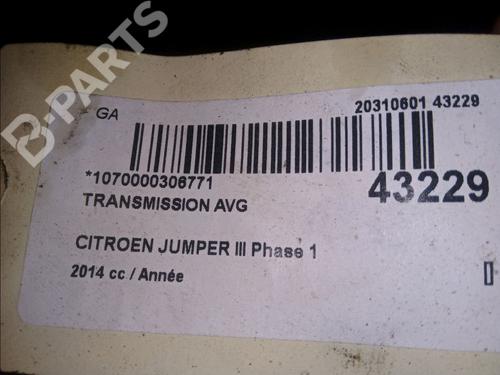 B-PARTS
GA
20310601 43229
*1070000306771
43229
TRANSMISSION AVG
CITROEN JUMPER III Phase 1
2014 cc / Année